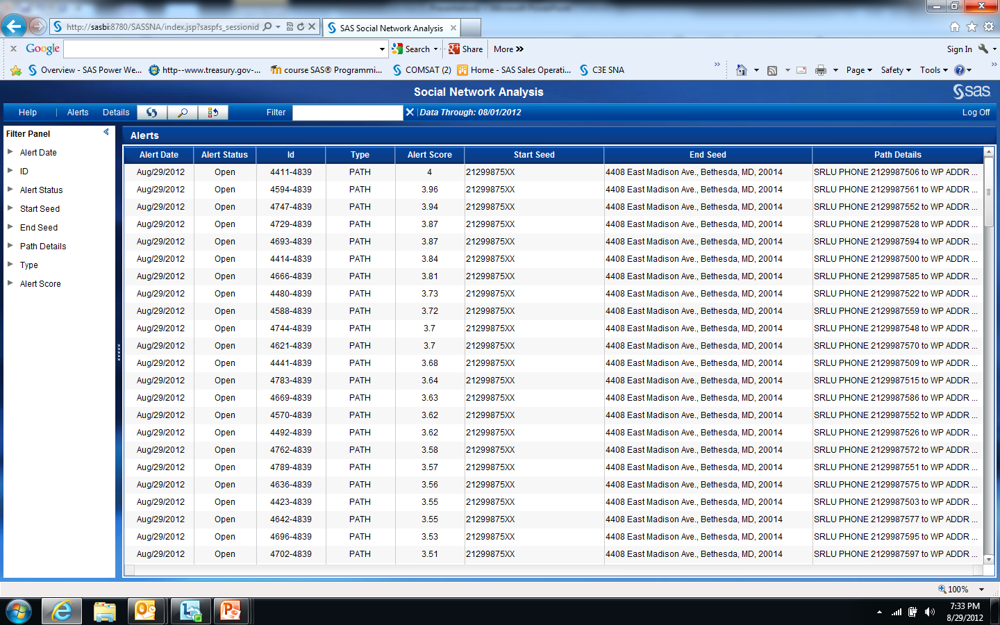 http://sasbi:8780/SASSNA/index.jsp?saspfs_sessionid
SAS Social Network Analysis
Google
Search
Share
More
Sign In
Overview - SAS Power We...
http--www.treasury.gov-...
course SAS® Programmi...
COMSAT (2)
Home - SAS Sales Operati...
C3E SNA
Page
Safety
Tools
Social Network Analysis
sas
Help
Alerts
Details
Filter
Data Through: 08/01/2012
Log Off
Filter Panel
Alert Date
ID
Alert Status
Start Seed
End Seed
Path Details
Type
Alert Score
Alerts
Alert Date Alert Status Id Type Alert Score Start Seed End Seed Path Details
Aug/29/2012 Open 4411-4839 PATH 4 21299875XX 4408 East Madison Ave., Bethesda, MD, 20014 SRLU PHONE 2129987506 to WP ADDR ...
Aug/29/2012 Open 4594-4839 PATH 3.96 21299875XX 4408 East Madison Ave., Bethesda, MD, 20014 SRLU PHONE 2129987561 to WP ADDR ...
Aug/29/2012 Open 4747-4839 PATH 3.94 21299875XX 4408 East Madison Ave., Bethesda, MD, 20014 SRLU PHONE 2129987552 to WP ADDR ...
Aug/29/2012 Open 4729-4839 PATH 3.87 21299875XX 4408 East Madison Ave., Bethesda, MD, 20014 SRLU PHONE 2129987528 to WP ADDR ...
Aug/29/2012 Open 4693-4839 PATH 3.87 21299875XX 4408 East Madison Ave., Bethesda, MD, 20014 SRLU PHONE 2129987594 to WP ADDR ...
Aug/29/2012 Open 4414-4839 PATH 3.84 21299875XX 4408 East Madison Ave., Bethesda, MD, 20014 SRLU PHONE 2129987500 to WP ADDR ...
Aug/29/2012 Open 4666-4839 PATH 3.81 21299875XX 4408 East Madison Ave., Bethesda, MD, 20014 SRLU PHONE 2129987585 to WP ADDR ...
Aug/29/2012 Open 4480-4839 PATH 3.73 21299875XX 4408 East Madison Ave., Bethesda, MD, 20014 SRLU PHONE 2129987522 to WP ADDR ...
Aug/29/2012 Open 4588-4839 PATH 3.72 21299875XX 4408 East Madison Ave., Bethesda, MD, 20014 SRLU PHONE 2129987559 to WP ADDR ...
Aug/29/2012 Open 4744-4839 PATH 3.7 21299875XX 4408 East Madison Ave., Bethesda, MD, 20014 SRLU PHONE 2129987548 to WP ADDR ...
Aug/29/2012 Open 4621-4839 PATH 3.7 21299875XX 4408 East Madison Ave., Bethesda, MD, 20014 SRLU PHONE 2129987570 to WP ADDR ...
Aug/29/2012 Open 4441-4839 PATH 3.68 21299875XX 4408 East Madison Ave., Bethesda, MD, 20014 SRLU PHONE 2129987509 to WP ADDR ...
Aug/29/2012 Open 4783-4839 PATH 3.64 21299875XX 4408 East Madison Ave., Bethesda, MD, 20014 SRLU PHONE 2129987515 to WP ADDR ...
Aug/29/2012 Open 4669-4839 PATH 3.63 21299875XX 4408 East Madison Ave., Bethesda, MD, 20014 SRLU PHONE 2129987586 to WP ADDR ...
Aug/29/2012 Open 4570-4839 PATH 3.62 21299875XX 4408 East Madison Ave., Bethesda, MD, 20014 SRLU PHONE 2129987552 to WP ADDR ...
Aug/29/2012 Open 4492-4839 PATH 3.62 21299875XX 4408 East Madison Ave., Bethesda, MD, 20014 SRLU PHONE 2129987526 to WP ADDR ...
Aug/29/2012 Open 4762-4839 PATH 3.58 21299875XX 4408 East Madison Ave., Bethesda, MD, 20014 SRLU PHONE 2129987572 to WP ADDR ...
Aug/29/2012 Open 4789-4839 PATH 3.57 21299875XX 4408 East Madison Ave., Bethesda, MD, 20014 SRLU PHONE 2129987551 to WP ADDR ...
Aug/29/2012 Open 4636-4839 PATH 3.56 21299875XX 4408 East Madison Ave., Bethesda, MD, 20014 SRLU PHONE 2129987575 to WP ADDR ...
Aug/29/2012 Open 4423-4839 PATH 3.55 21299875XX 4408 East Madison Ave., Bethesda, MD, 20014 SRLU PHONE 2129987503 to WP ADDR ...
Aug/29/2012 Open 4642-4839 PATH 3.55 21299875XX 4408 East Madison Ave., Bethesda, MD, 20014 SRLU PHONE 2129987577 to WP ADDR ...
Aug/29/2012 Open 4696-4839 PATH 3.53 21299875XX 4408 East Madison Ave., Bethesda, MD, 20014 SRLU PHONE 2129987595 to WP ADDR ...
Aug/29/2012 Open 4702-4839 PATH 3.51 21299875XX 4408 East Madison Ave., Bethesda, MD, 20014 SRLU PHONE 2129987597 to WP ADDR ...
100%
7:33 PM
8/29/2012